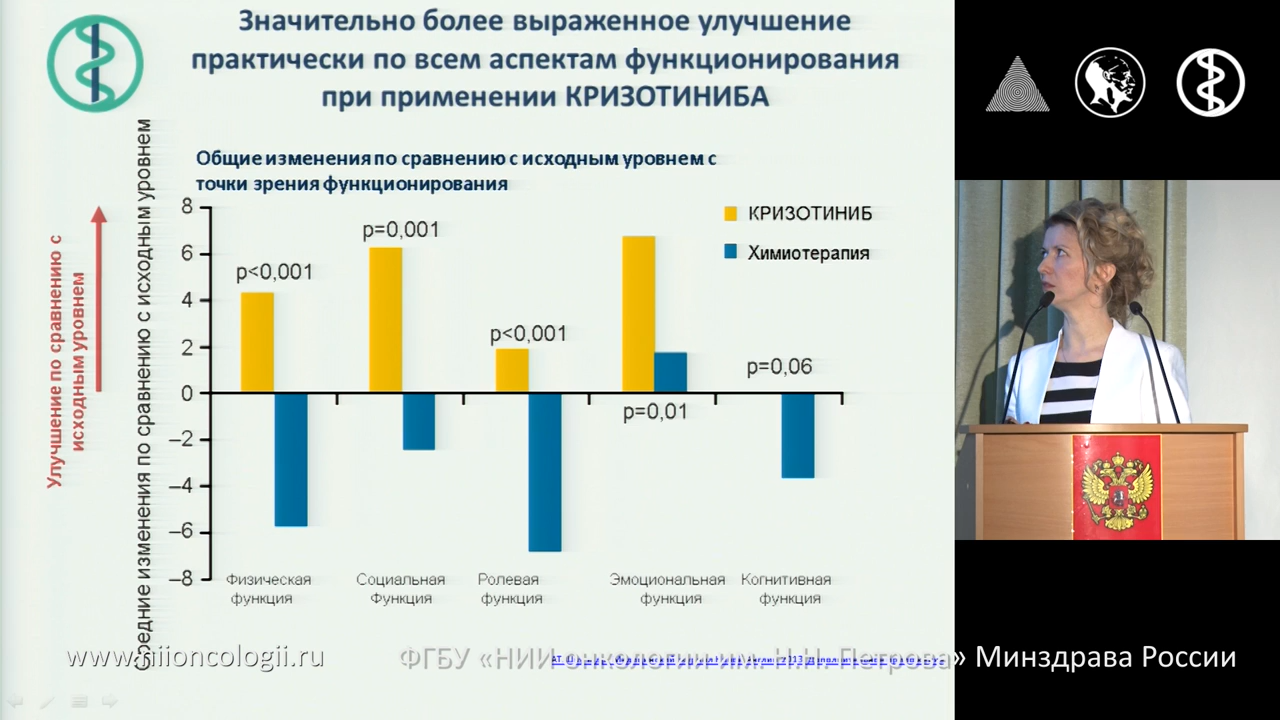 Значительно более выраженное улучшение
практически по всем аспектам функционирования
при применении КРИЗОТИНИБА
Общие изменения по сравнению с исходным уровнем с
точки зрения функционирования
Улучшение по сравнению с
исходным уровнем
изменения по сравнению с исходным уровнем
8
6
4
2
0
–2
–4
–6
–8
КРИЗОТИНИБ
Химиотерапия
p<0,001
p=0,001
p<0,001
p=0,01
p=0,06
Физическая
функция
Социальная
Функция
Ролевая
функция
Эмоциональная
функция
Когнитивная
функция
www.niioncologii.ru
ФГБУ «НИИ онкологии им. Н.Н. Петрова» Минздрава России